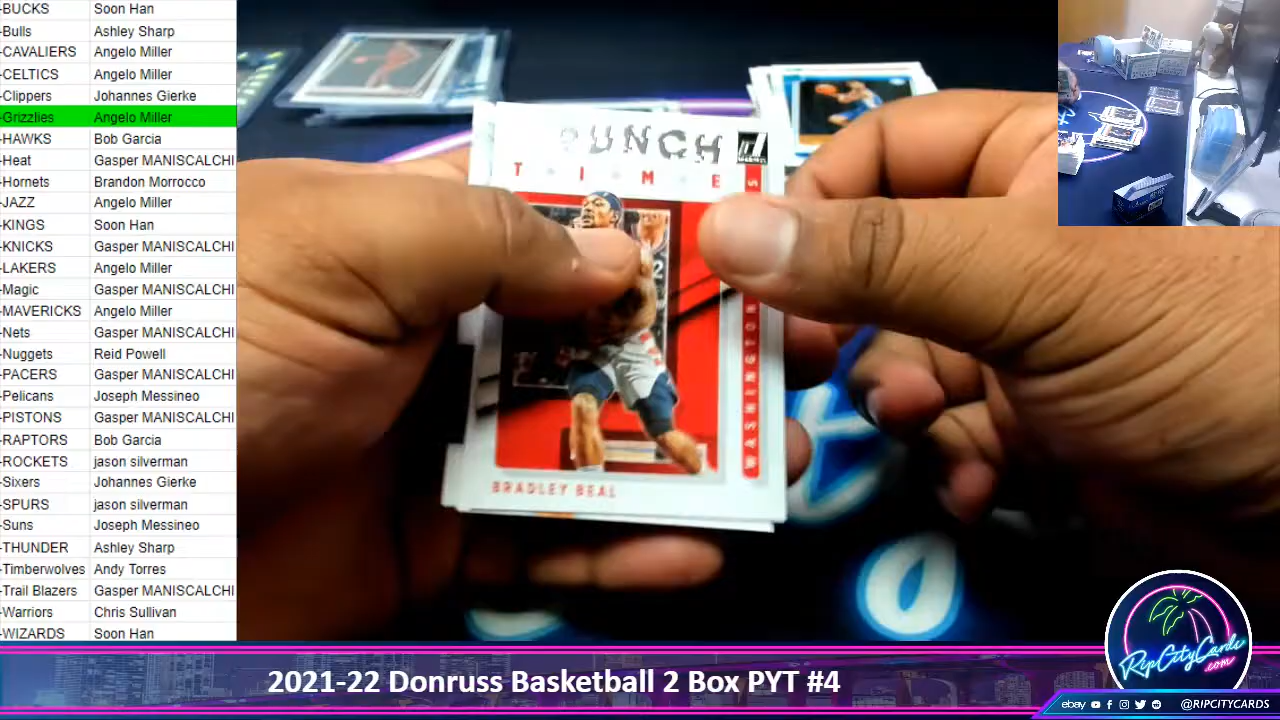 -BUCKS Soon Han
-Bulls Ashley Sharp
-CAVALIERS Angelo Miller
-CELTICS Angelo Miller
-Clippers Johannes Gierke
-Grizzlies Angelo Miller
-HAWKS Bob Garcia
-Heat Gasper MANISCALCHI
-Hornets Brandon Morrocco
-JAZZ Angelo Miller
-KINGS Soon Han
-KNICKS Gasper MANISCALCHI
-LAKERS Angelo Miller
-Magic Gasper MANISCALCHI
-MAVERICKS Angelo Miller
-Nets Gasper MANISCALCHI
-Nuggets Reid Powell
-PACERS Gasper MANISCALCHI
-Pelicans Joseph Messineo
-PISTONS Gasper MANISCALCHI
-RAPTORS Bob Garcia
-ROCKETS jason silverman
-Sixers Johannes Gierke
-SPURS jason silverman
-Suns Joseph Messineo
-THUNDER Ashley Sharp
-Timberwolves Andy Torres
-Trail Blazers Gasper MANISCALCHI
-Warriors Chris Sullivan
-WIZARDS Soon Han
UNCH
TIME
WASHINGTON
BRADLEY BEAL
RipCityCards
.com
2021-22 Donruss Basketball 2 Box PYT #4
ebay @RIPCITYCARDS